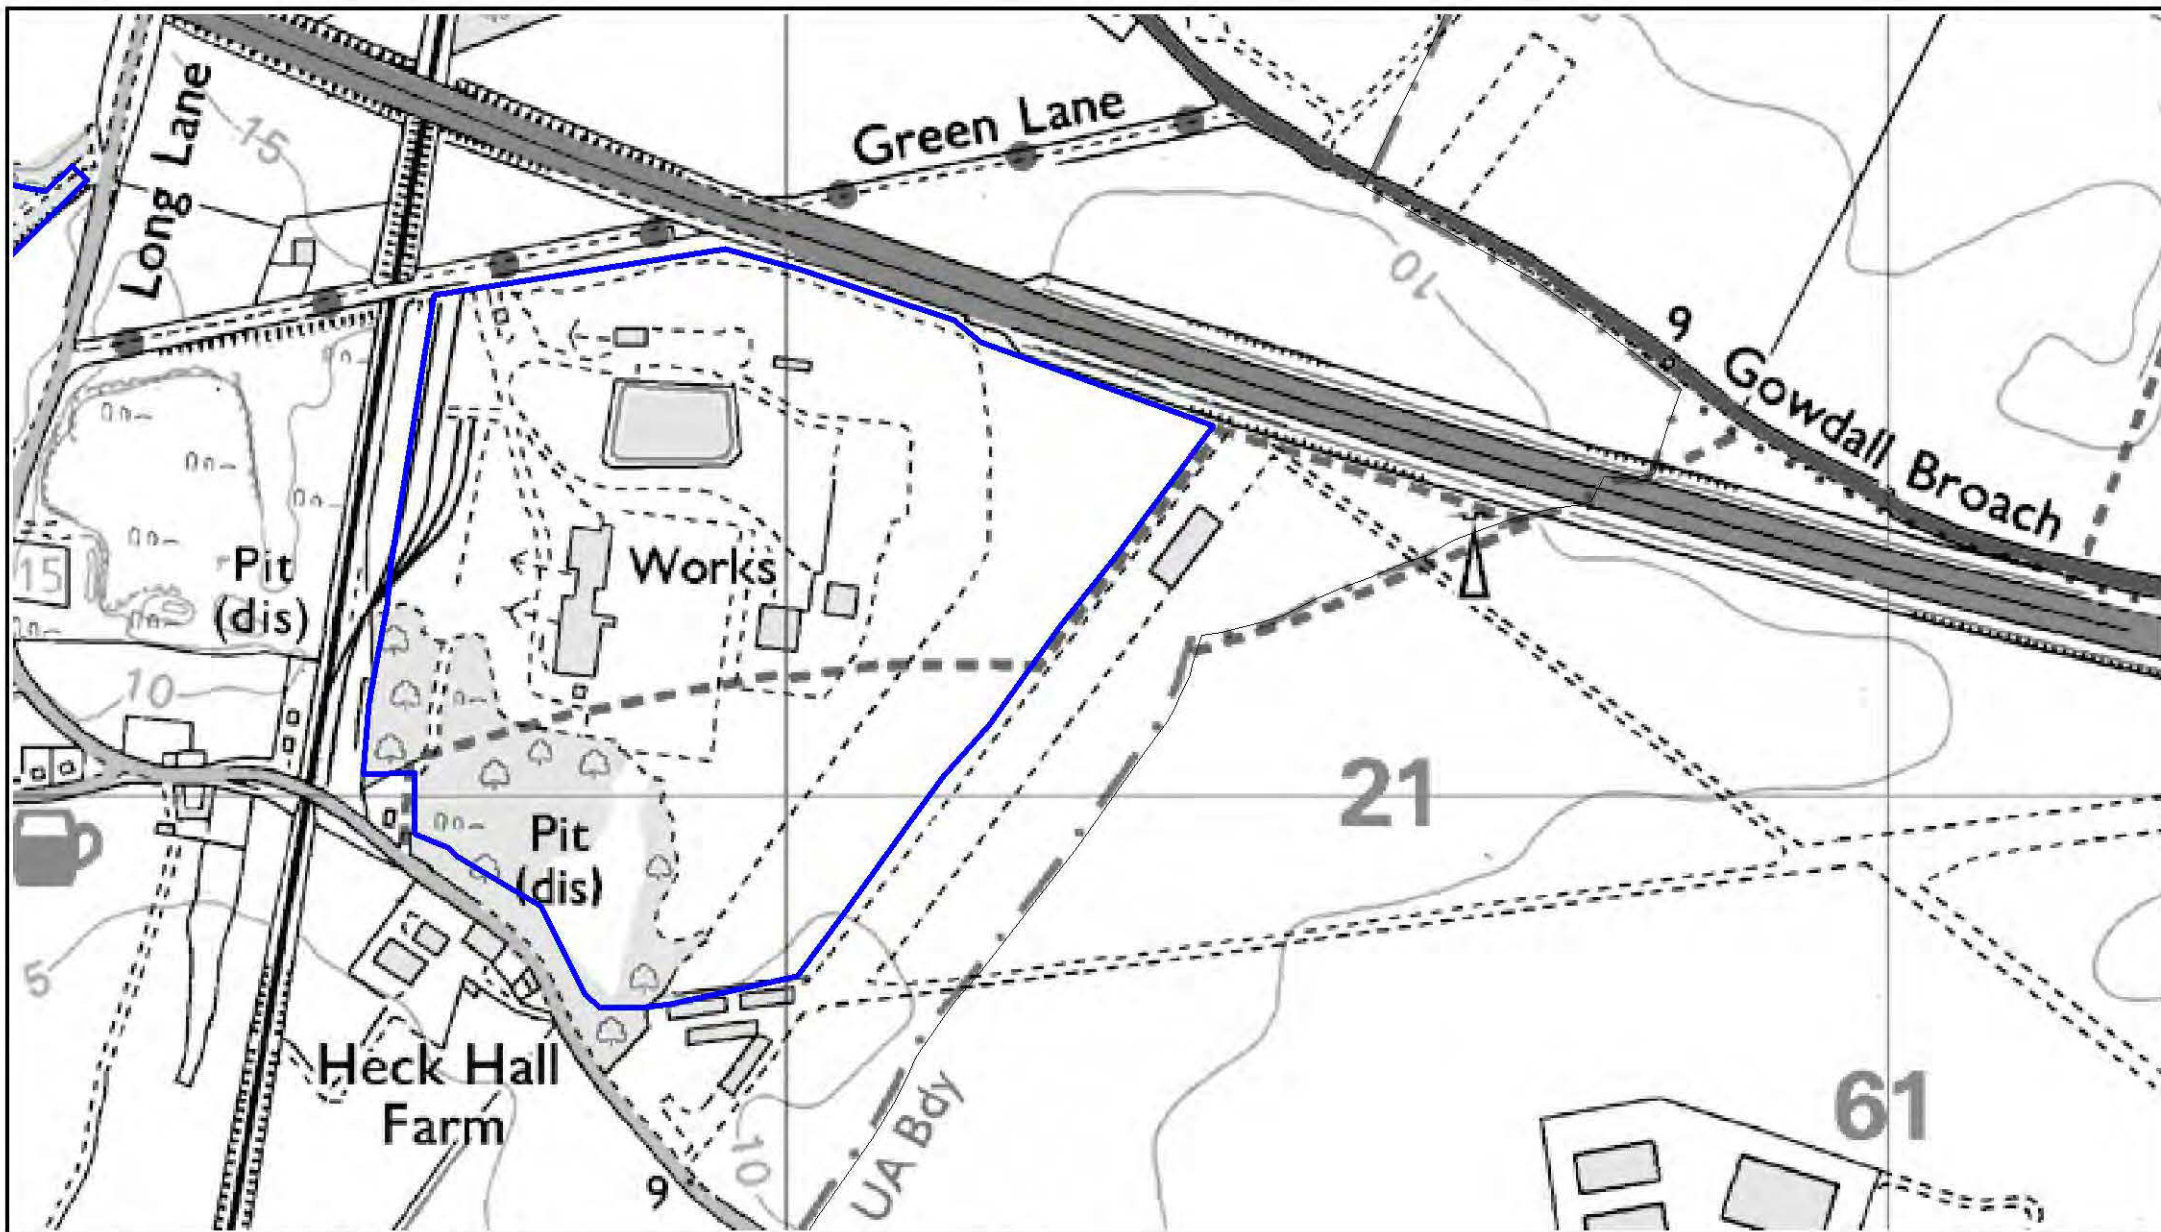 Long Lane
15
Green Lane
10
9
Gowdall Broach
Works
Pit
(dis)
15
10
21
Pit
(dis)
5
Heck Hall
Farm
61
UA Bdy
10
9